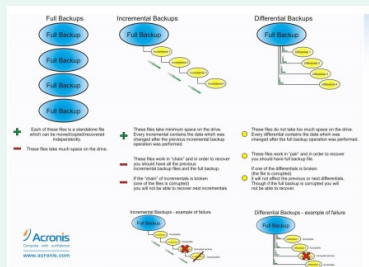 Full Backups
Full Backup
Full Backup
Full Backup
Full Backup
Each of these files is a standalone file
which can be moved/copied/recovered
independently.
These files take much space on the drive.
Incremental Backups
Full Backup
These files take minimum space on the drive.
Every incremental contains the data which was
changed after the previous incremental backup
operation was performed.
These files work in "chain" and in order to recover
you should have all the previous
incremental backup files and the full backup.
If the "chain" of incrementals is broken
(one of the files is corrupted)
you will not be able to recover next incrementals
Differential Backups
Full Backup
These files do not take too much space on the drive.
Every differential contains the data which was
changed after the full backup operation was performed.
These files work in "pair" and in order to recover
you should have full backup file.
If one of the differentials is broken
(the file is corrupted)
it will not affect the previous or next differentials.
Though if the full backup is corrupted you will
not be able to recover.
Acronis
Compute with confidence
www.acronis.com
Incremental Backups - example of failure
Full Backup
Differential Backups - example of failure
Full Backup